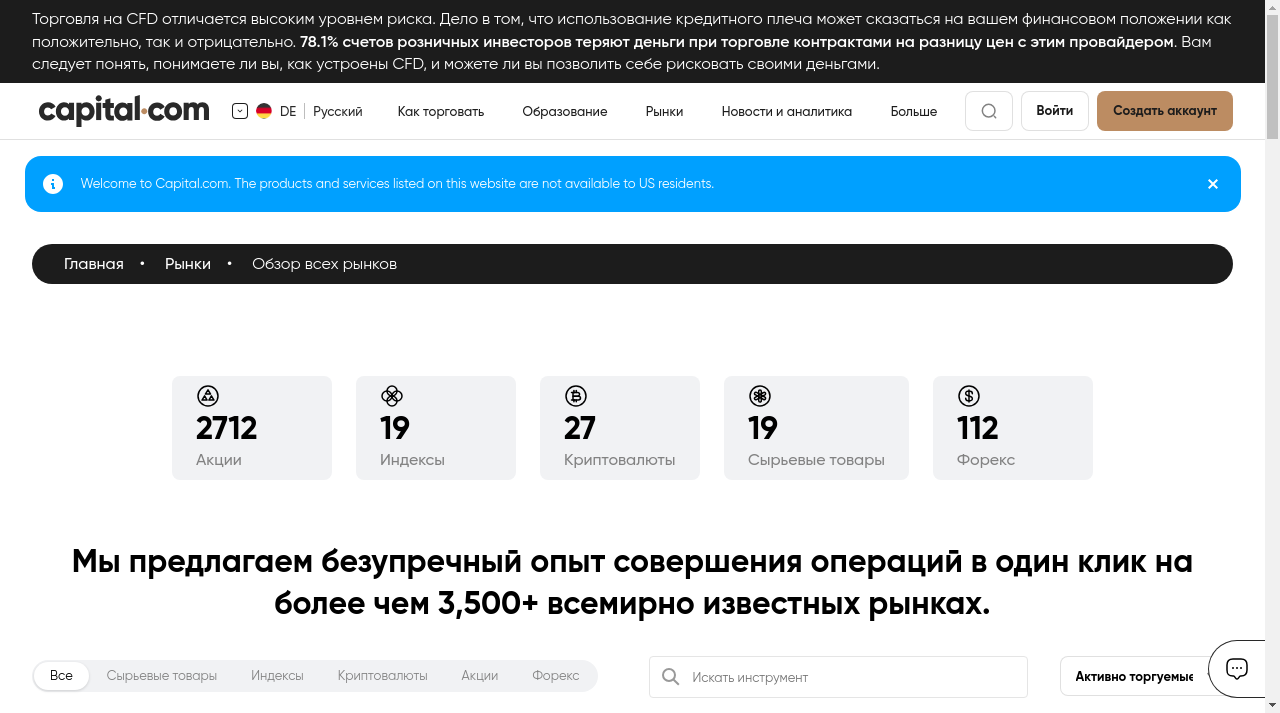 Торговля на CFD отличается высоким уровнем риска. Дело в том, что использование кредитного плеча может сказаться на вашем финансовом положении как
положительно, так и отрицательно. 78.1% счетов розничных инвесторов теряют деньги при торговле контрактами на разницу цен с этим провайдером. Вам
следует понять, понимаете ли вы, как устроены CFD, и можете ли вы позволить себе рисковать своими деньгами.
capital.com DE Русский Как торговать Образование Рынки Новости и аналитика Больше Войти Создать аккаунт
Welcome to Capital.com. The products and services listed on this website are not available to US residents.
Главная • Рынки • Обзор всех рынков
2712 19 27 19 112
Акции Индексы Криптовалюты Сырьевые товары Форекс
Мы предлагаем безупречный опыт совершения операций в один клик на
более чем 3,500+ всемирно известных рынках.
Все Сырьевые товары Индексы Криптовалюты Акции Форекс Искать инструмент Активно торгуемые